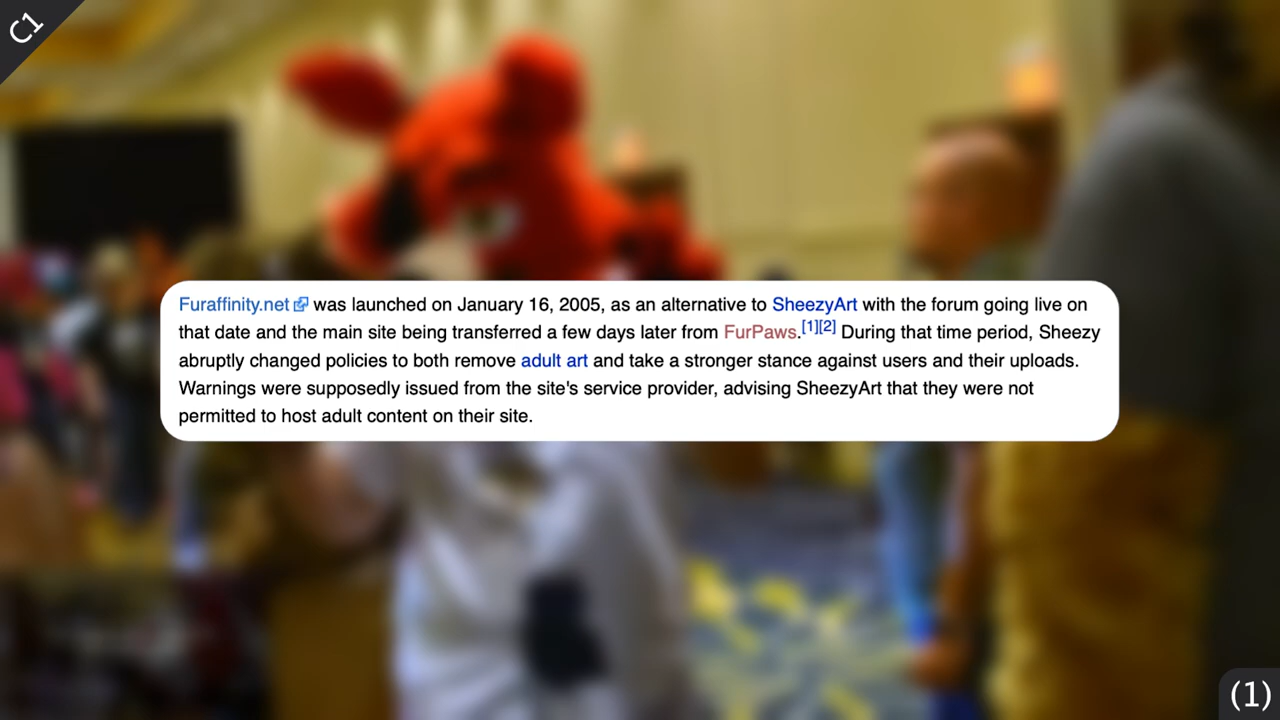 C1
Furaffinity.net was launched on January 16, 2005, as an alternative to SheezyArt with the forum going live on
that date and the main site being transferred a few days later from FurPaws.[1][2] During that time period, Sheezy
abruptly changed policies to both remove adult art and take a stronger stance against users and their uploads.
Warnings were supposedly issued from the site's service provider, advising SheezyArt that they were not
permitted to host adult content on their site.
(1)